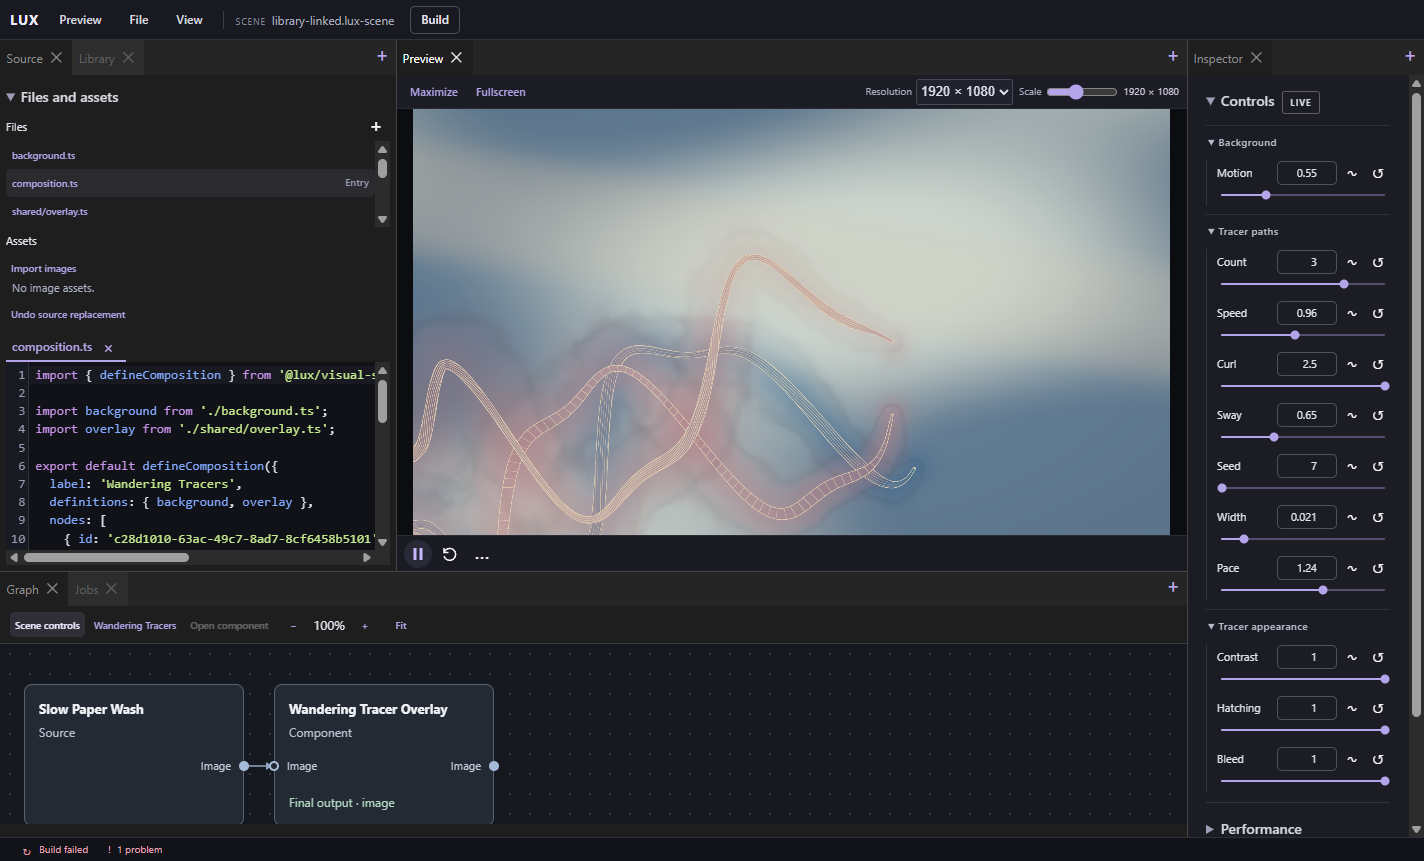 LUX Preview File View SCENE library-linked.lux-scene Build
Source Library +
Files and assets
Files +
background.ts
composition.ts Entry
shared/overlay.ts
Assets
Import images
No image assets.
Undo source replacement
composition.ts ×
1 import { defineComposition } from '@lux/visual-s
2
3 import background from './background.ts';
4 import overlay from './shared/overlay.ts';
5
6 export default defineComposition({
7 label: 'Wandering Tracers',
8 definitions: { background, overlay },
9 nodes: [
10 { id: 'c28d1010-63ac-49c7-8ad7-8cf6458b5101'
Preview +
Maximize Fullscreen Resolution 1920 × 1080 Scale 1920 × 1080
...
Graph Jobs +
Scene controls Wandering Tracers Open component − 100% + Fit
Slow Paper Wash
Source
Image
Wandering Tracer Overlay
Component
Image Image
Final output · image
Inspector +
Controls LIVE
Background
Motion 0.55
Tracer paths
Count 3
Speed 0.96
Curl 2.5
Sway 0.65
Seed 7
Width 0.021
Pace 1.24
Tracer appearance
Contrast 1
Hatching 1
Bleed 1
Performance
Build failed ! 1 problem